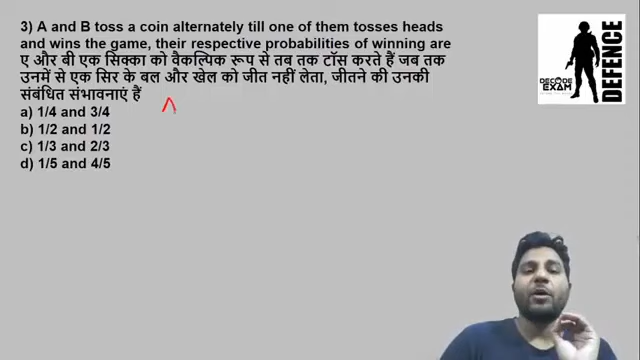 3) A and B toss a coin alternately till one of them tosses heads
and wins the game, their respective probabilities of winning are
ए और बी एक सिक्का को वैकल्पिक रूप से तब तक टॉस करते हैं जब तक
उनमें से एक सिर के बल और खेल को जीत नहीं लेता, जीतने की उनकी
संबंधित संभावनाएं हैं
a) 1/4 and 3/4
b) 1/2 and 1/2
c) 1/3 and 2/3
d) 1/5 and 4/5
DECODE
EXAM
DEFENCE